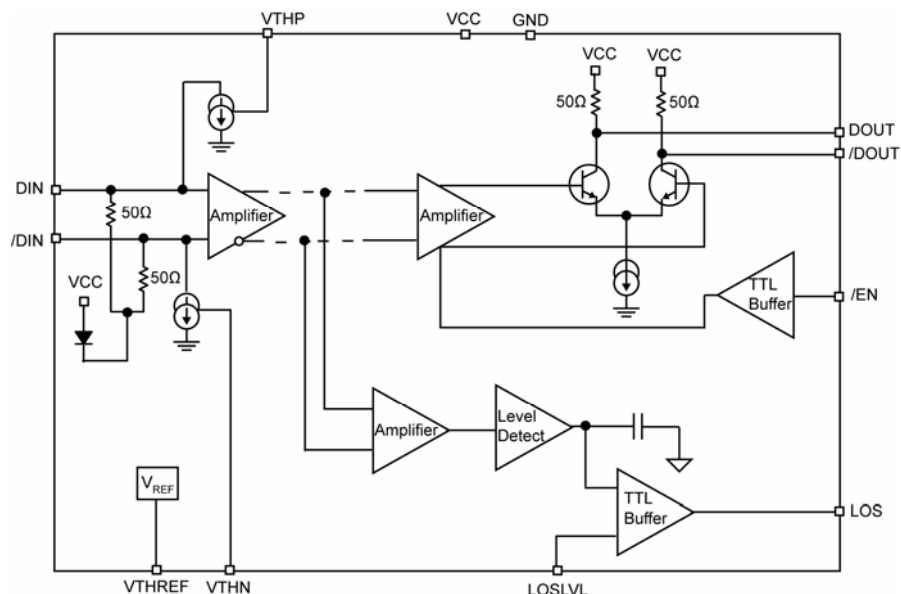 VTHP
VCC
GND
VCC
VCC
50Ω
50Ω
DOUT
/DOUT
DIN
50Ω
Amplifier
Amplifier
/DIN
50Ω
VCC
TTL
Buffer
/EN
Amplifier
Level
Detect
VREF
TTL
Buffer
LOS
VTHREF
VTHN
LOSLVL